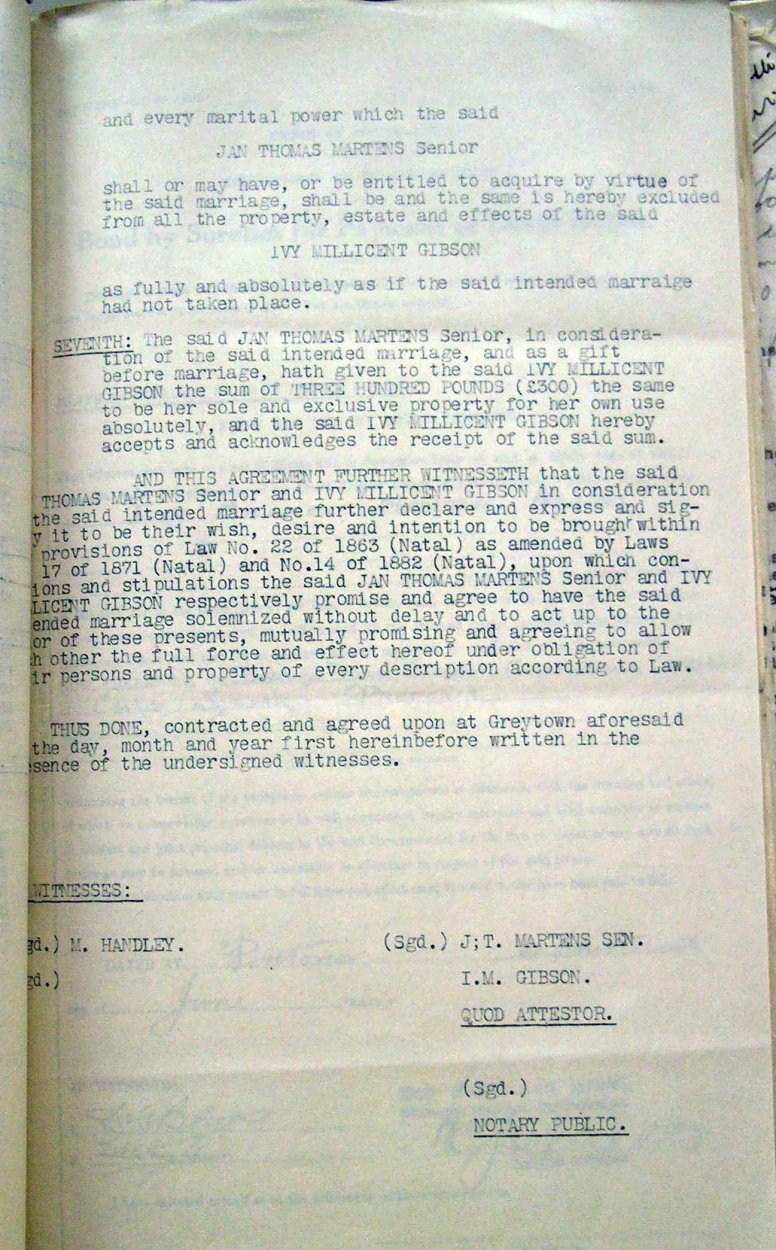 and every marital power which the said
JAN THOMAS MARTENS Senior
shall or may have, or be entitled to acquire by virtue of
the said marriage, shall be and the same is hereby excluded
from all the property, estate and effects of the said
IVY MILLICENT GIBSON
as fully and absolutely as if the said intended marraige
had not taken place.
SEVENTH: The said JAN THOMAS MARTENS Senior, in considera-
tion of the said intended marriage, and as a gift
before marriage, hath given to the said IVY MILLICENT
GIBSON the sum of THREE HUNDRED POUNDS (£300) the same
to be her sole and exclusive property for her own use
absolutely, and the said IVY MILLICENT GIBSON hereby
accepts and acknowledges the receipt of the said sum.
AND THIS AGREEMENT FURTHER WITNESSETH that the said
THOMAS MARTENS Senior and IVY MILLICENT GIBSON in consideration
the said intended marriage further declare and express and sig-
y it to be their wish, desire and intention to be brought within
provisions of Law No. 22 of 1863 (Natal) as amended by Laws
17 of 1871 (Natal) and No.14 of 1882 (Natal), upon which con-
ions and stipulations the said JAN THOMAS MARTENS Senior and IVY
LICENT GIBSON respectively promise and agree to have the said
ended marriage solemnized without delay and to act up to the
or of these presents, mutually promising and agreeing to allow
h other the full force and effect hereof under obligation of
ir persons and property of every description according to Law.
THUS DONE, contracted and agreed upon at Greytown aforesaid
the day, month and year first hereinbefore written in the
sence of the undersigned witnesses.
WITNESSES:
gd.) M. HANDLEY.
(Sgd.) J;T. MARTENS SEN.
gd.)
I.M. GIBSON.
QUOD ATTESTOR.
(Sgd.)
NOTARY PUBLIC.